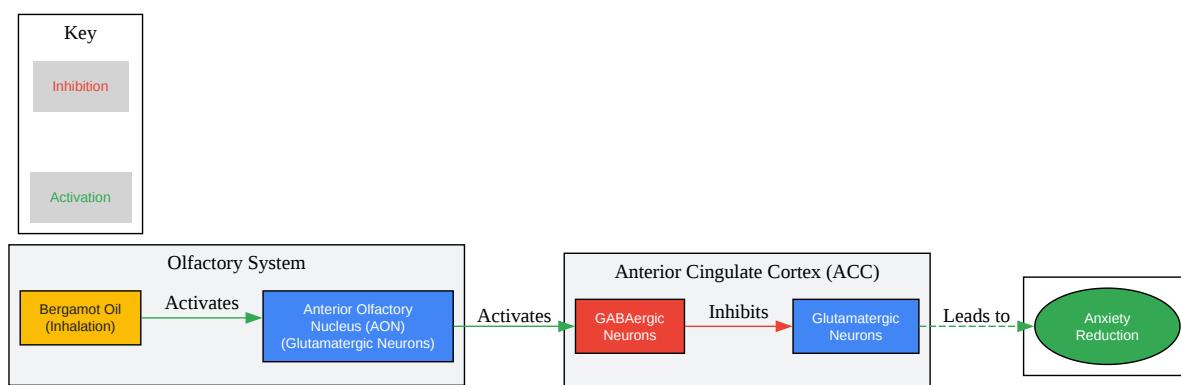 Key
Inhibition
Activation
Olfactory System
Bergamot Oil
(Inhalation)
Activates
Anterior Olfactory
Nucleus (AON)
(Glutamatergic Neurons)
Activates
Anterior Cingulate Cortex (ACC)
GABAergic
Neurons
Inhibits
Glutamatergic
Neurons
Leads to
Anxiety
Reduction